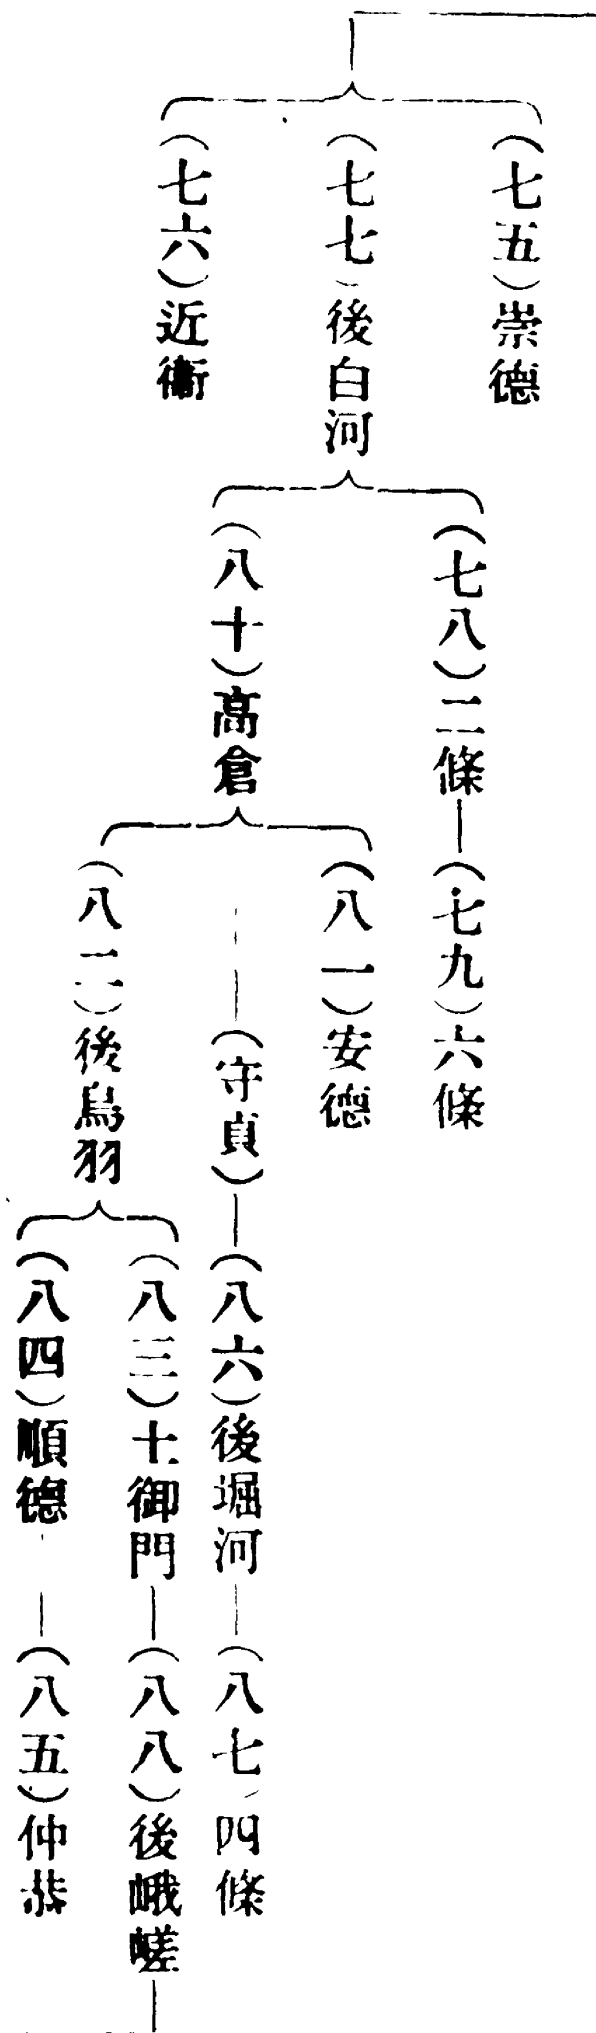 (七五)崇德
(七七)後白河
(七六)近衞
(七八)二條
(七九)六條
(八十)高倉
(八一)安德
(守貞)
(八六)後堀河
(八七)四條
(八二)後鳥羽
(八三)土御門
(八八)後峨嵯
(八四)順德
(八五)仲恭